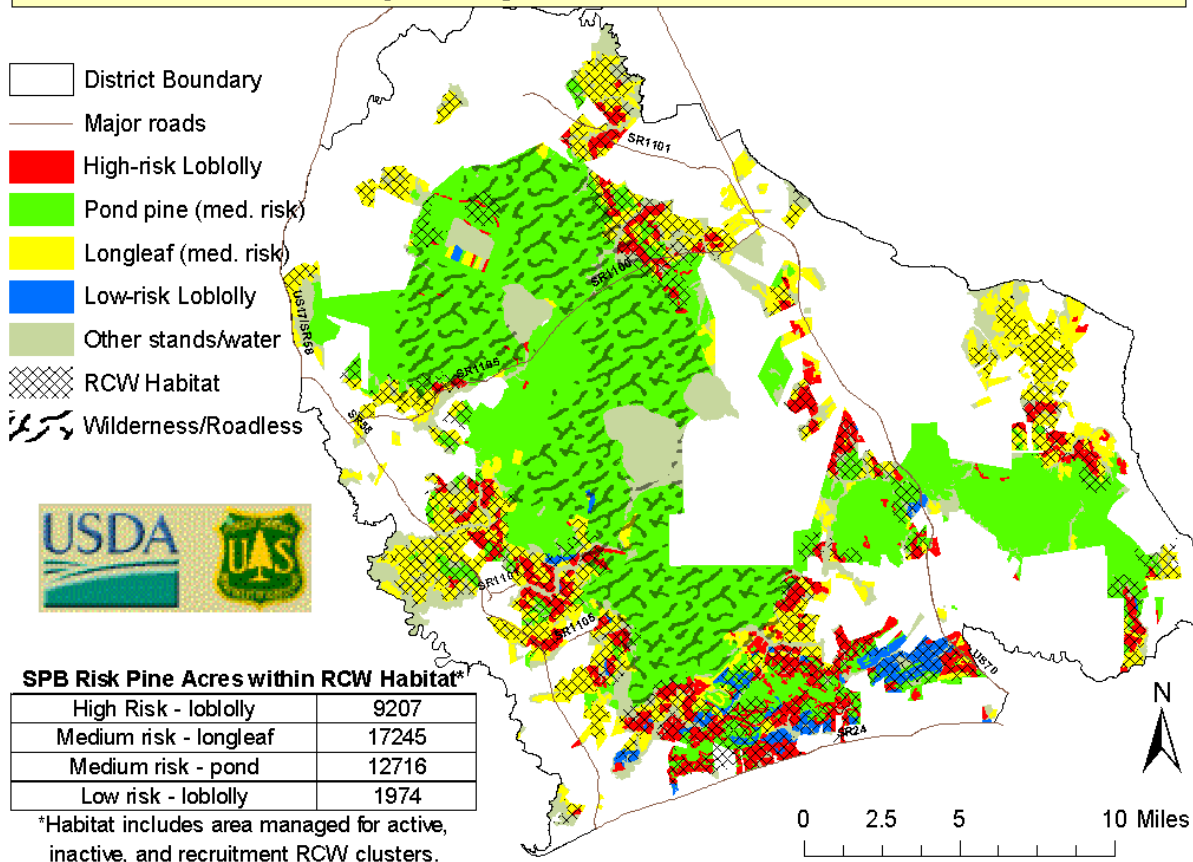 District Boundary
Major roads
High-risk Loblolly
Pond pine (med. risk)
Longleaf (med. risk)
Low-risk Loblolly
Other stands/water
RCW Habitat
Wilderness/Roadless
USDA
UAS
SPB Risk Pine Acres within RCW Habitat*
High Risk - loblolly 9207
Medium risk - longleaf 17245
Medium risk - pond 12716
Low risk - loblolly 1974
*Habitat includes area managed for active,
inactive, and recruitment RCW clusters.
SR1101
SR1100
US17/SR58
SR1105
SR58
SR1105
US70
SR24
N
0 2.5 5 10 Miles